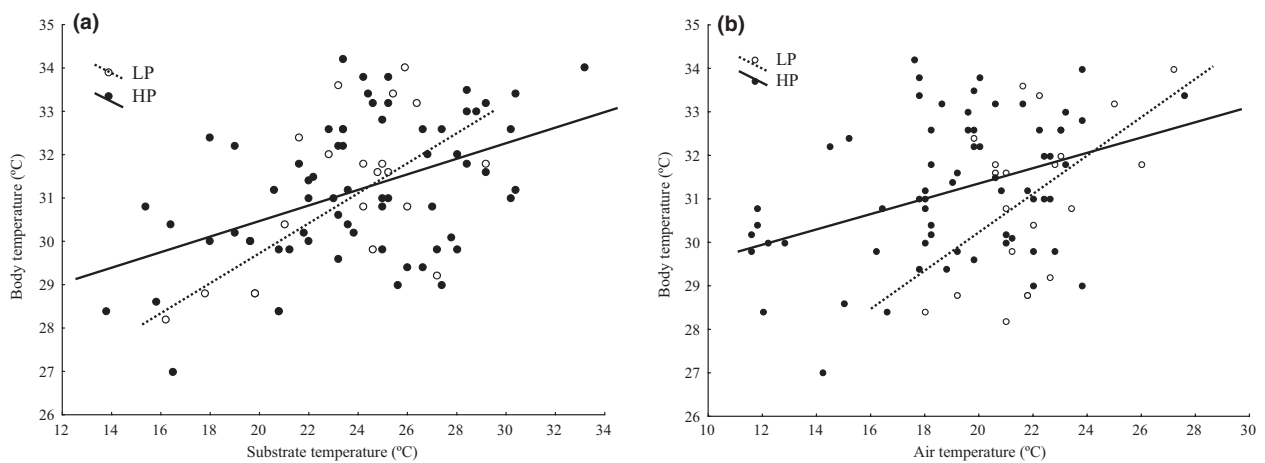 (a)
LP
HP
Body temperature (ºC)
35
34
33
32
31
30
29
28
27
26
12 14 16 18 20 22 24 26 28 30 32 34
Substrate temperature (ºC)
(b)
LP
HP
Body temperature (ºC)
35
34
33
32
31
30
29
28
27
26
10 12 14 16 18 20 22 24 26 28 30
Air temperature (ºC)